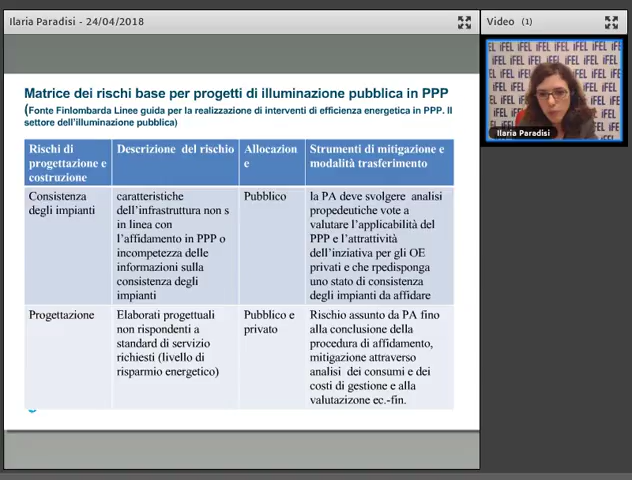 Ilaria Paradisi - 24/04/2018
Video (1)
Matrice dei rischi base per progetti di illuminazione pubblica in PPP
(Fonte Finlombarda Linee guida per la realizzazione di interventi di efficienza energetica in PPP. Il
settore dell'illuminazione pubblica)
Rischi di
progettazione e
costruzione
Descrizione del rischio
Allocazion
e
Strumenti di mitigazione e
modalità trasferimento
Consistenza
degli impianti
caratteristiche
dell'infrastruttura non s
in linea con
l'affidamento in PPP o
incompetezza delle
informazioni sulla
consistenza degli
impianti
Pubblico
la PA deve svolgere analisi
propedeutiche vote a
valutare l'applicabilità del
PPP e l'attrattività
dell'inziativa per gli OE
privati e che rpedisponga
uno stato di consistenza
degli impianti da affidare
Progettazione
Elaborati progettuali
non rispondenti a
standard di servizio
richiesti (livello di
risparmio energetico)
Pubblico e
privato
Rischio assunto da PA fino
alla conclusione della
procedura di affidamento,
mitigazione attraverso
analisi dei consumi e dei
costi di gestione e alla
valutazizone ec.-fin.
iFEL iFEL iFEL iFEL
Ilaria Paradisi